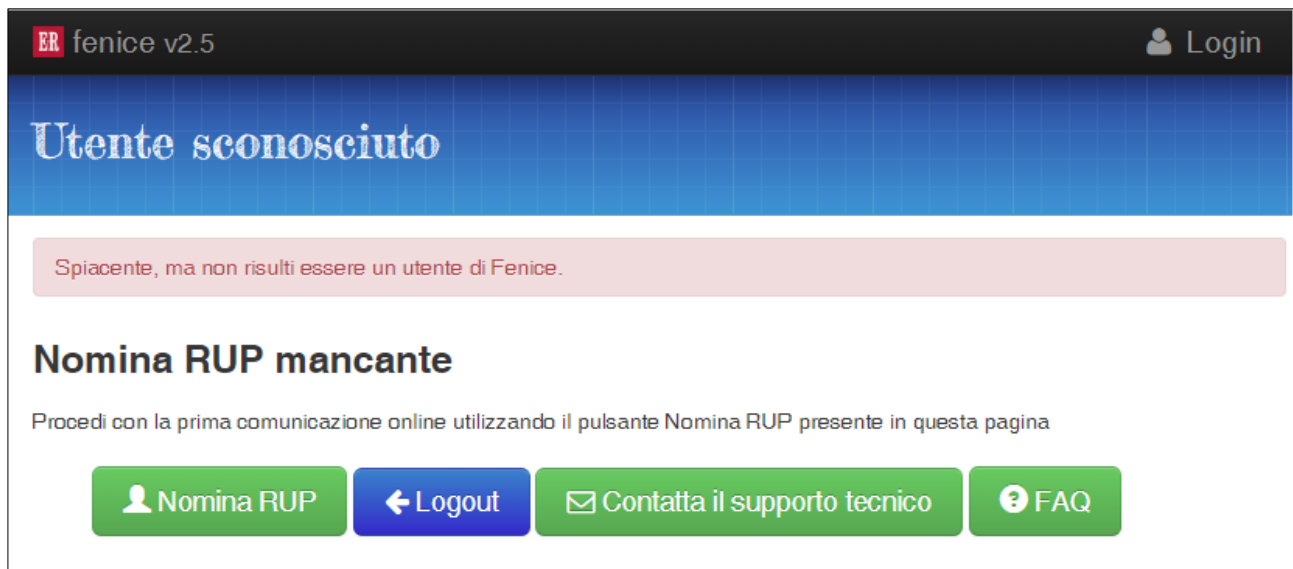 ER fenice v2.5 Login
Utente sconosciuto
Spiacente, ma non risulti essere un utente di Fenice.
Nomina RUP mancante
Procedi con la prima comunicazione online utilizzando il pulsante Nomina RUP presente in questa pagina
Nomina RUP Logout Contatta il supporto tecnico FAQ